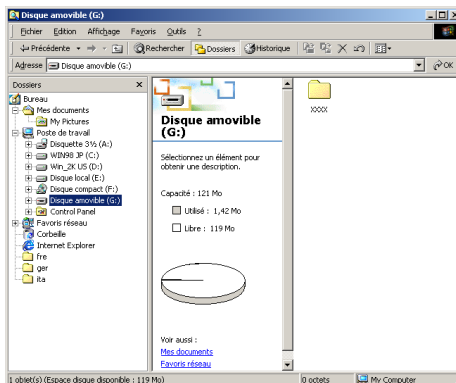 Disque amovible (G:)
Fichier Edition Affichage Favoris Outils ?
Précédente Rechercher Dossiers Historique
Adresse Disque amovible (G:) OK
Dossiers
Bureau
Mes documents
My Pictures
Poste de travail
Disquette 3½ (A:)
WIN98 JP (C:)
Win_2K US (D:)
Disque local (E:)
Disque compact (F:)
Disque amovible (G:)
Control Panel
Favoris réseau
Corbeille
Internet Explorer
fre
ger
ita
Disque amovible
(G:)
Sélectionnez un élément pour
obtenir une description.
Capacité : 121 Mo
Utilisé : 1,42 Mo
Libre : 119 Mo
Voir aussi :
Mes documents
Favoris réseau
xxxx
1 objet(s) (Espace disque disponible : 119 Mo) 0 octets My Computer